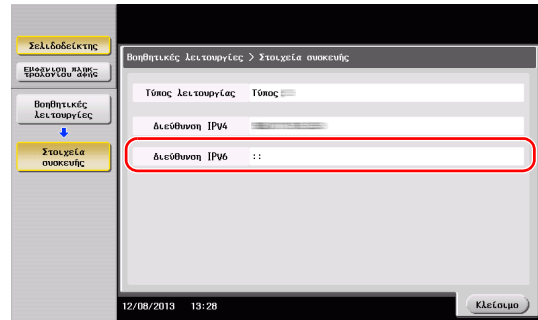 Σελιδοδείκτης
Εμφάνιση πληκ-
τρολογίου αφής
Βοηθητικές
λειτουργίες
Στοιχεία
συσκευής
Βοηθητικές λειτουργίες > Στοιχεία συσκευής
Τύπος λειτουργίας Τύπος
Διεύθυνση IPV4
Διεύθυνση IPV6 ::
12/08/2013 13:28
Κλείσιμο